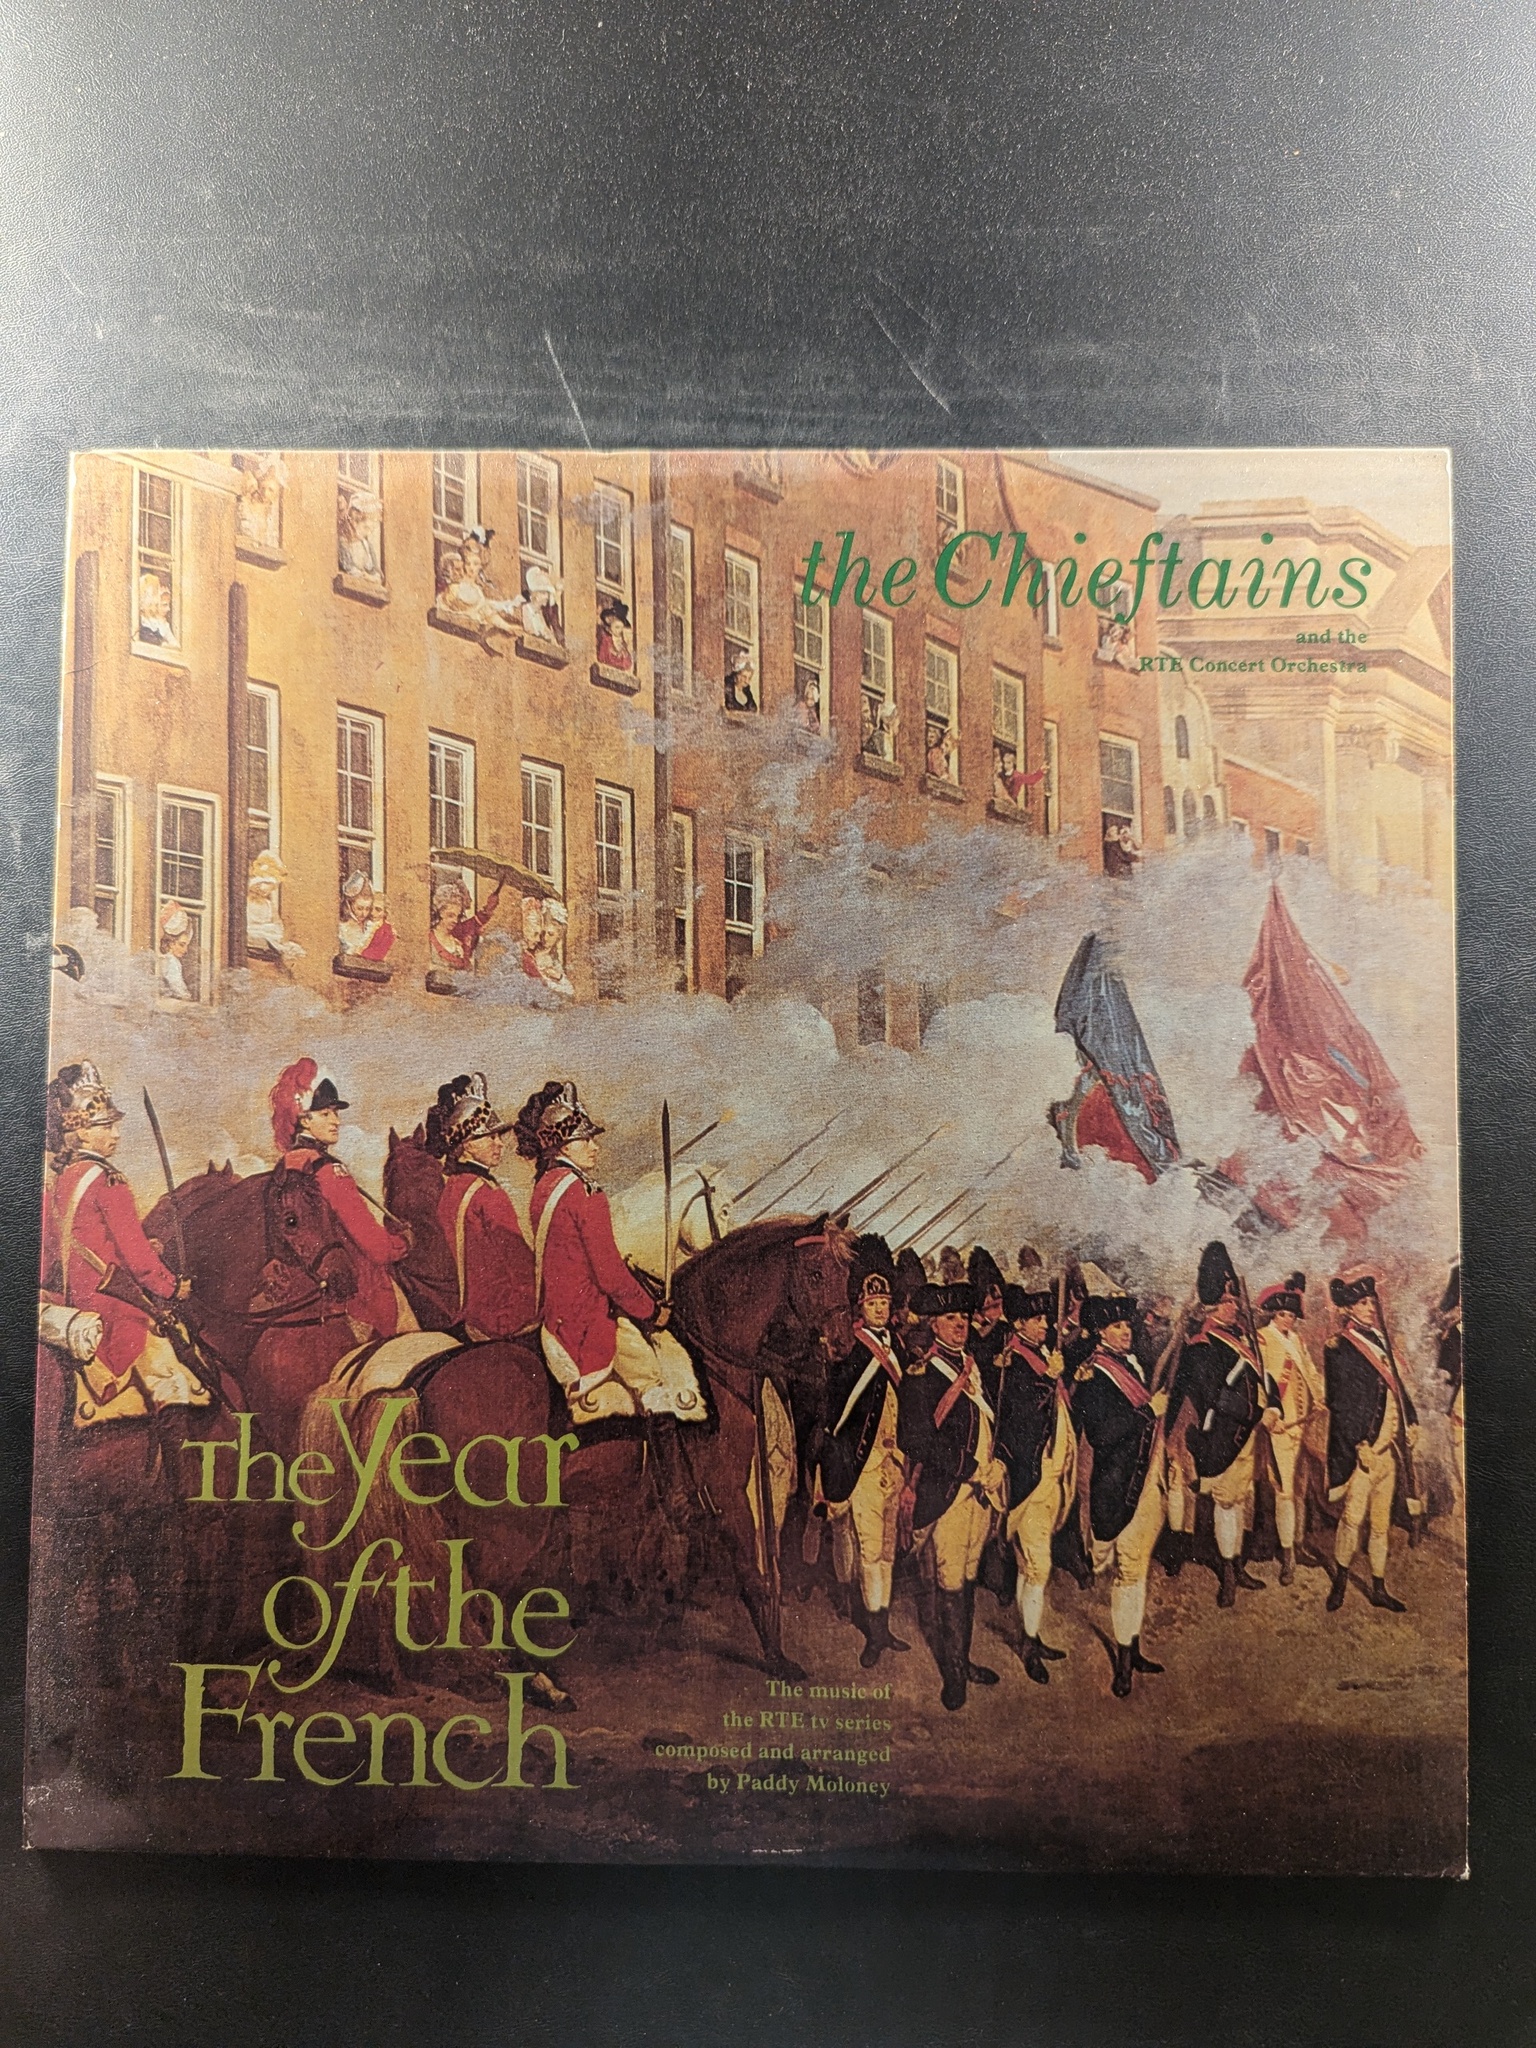 the Chieftains
and the
RTE Concert Orchestra
The Year
of the
French
The music of
the RTE tv series
composed and arranged
by Paddy Moloney